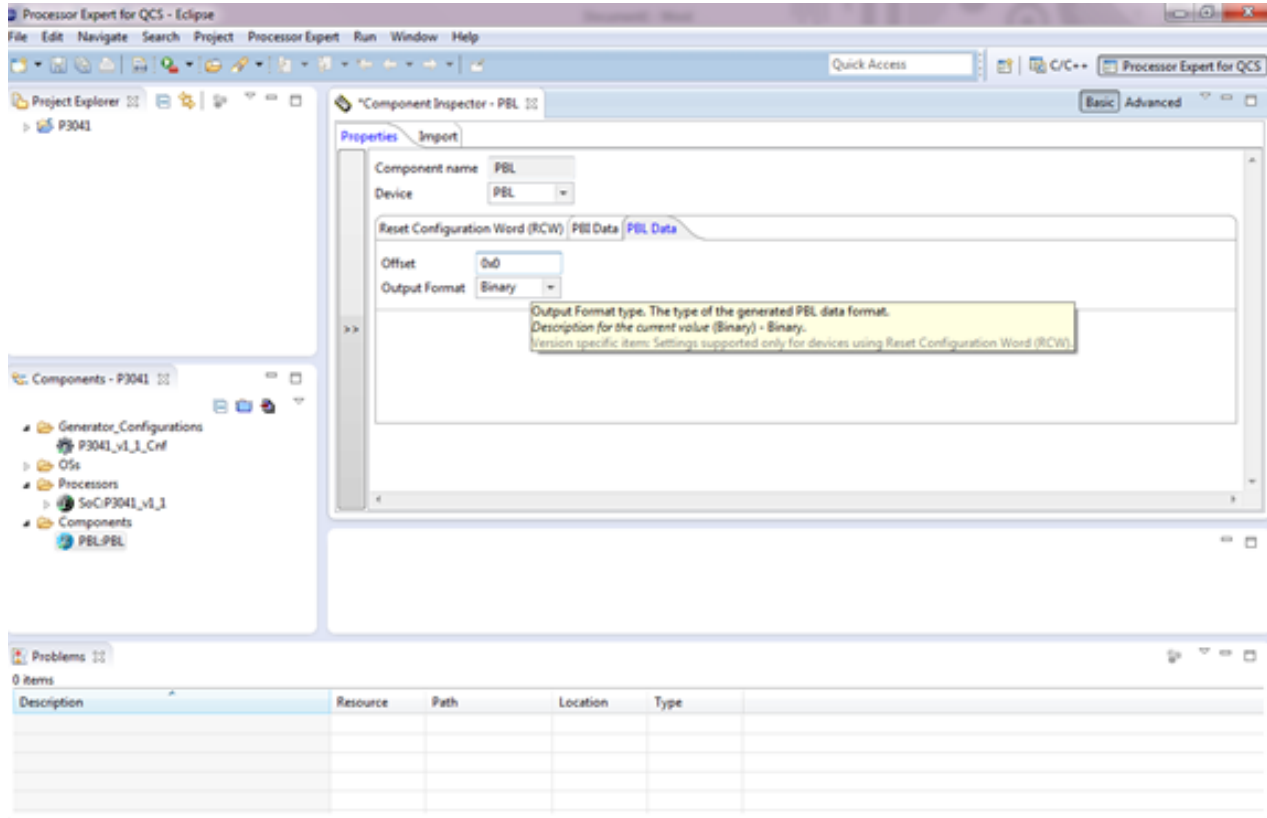 Processor Expert for QCS - Eclipse
File Edit Navigate Search Project Processor Expert Run Window Help
Quick Access
C/C++
Processor Expert for QCS
Project Explorer
P3041
*Component Inspector - PBL
Basic Advanced
Properties Import
Component name PBL
Device PBL
Reset Configuration Word (RCW) PBI Data PBL Data
Offset 0x0
Output Format Binary
Output Format type. The type of the generated PBL data format.
Description for the current value (Binary) - Binary.
Version specific item: Settings supported only for devices using Reset Configuration Word (RCW).
>>
Components - P3041
Generator_Configurations
P3041_v1_1_Cnf
OSs
Processors
SoC:P3041_v1_1
Components
PBL:PBL
Problems
0 items
Description Resource Path Location Type